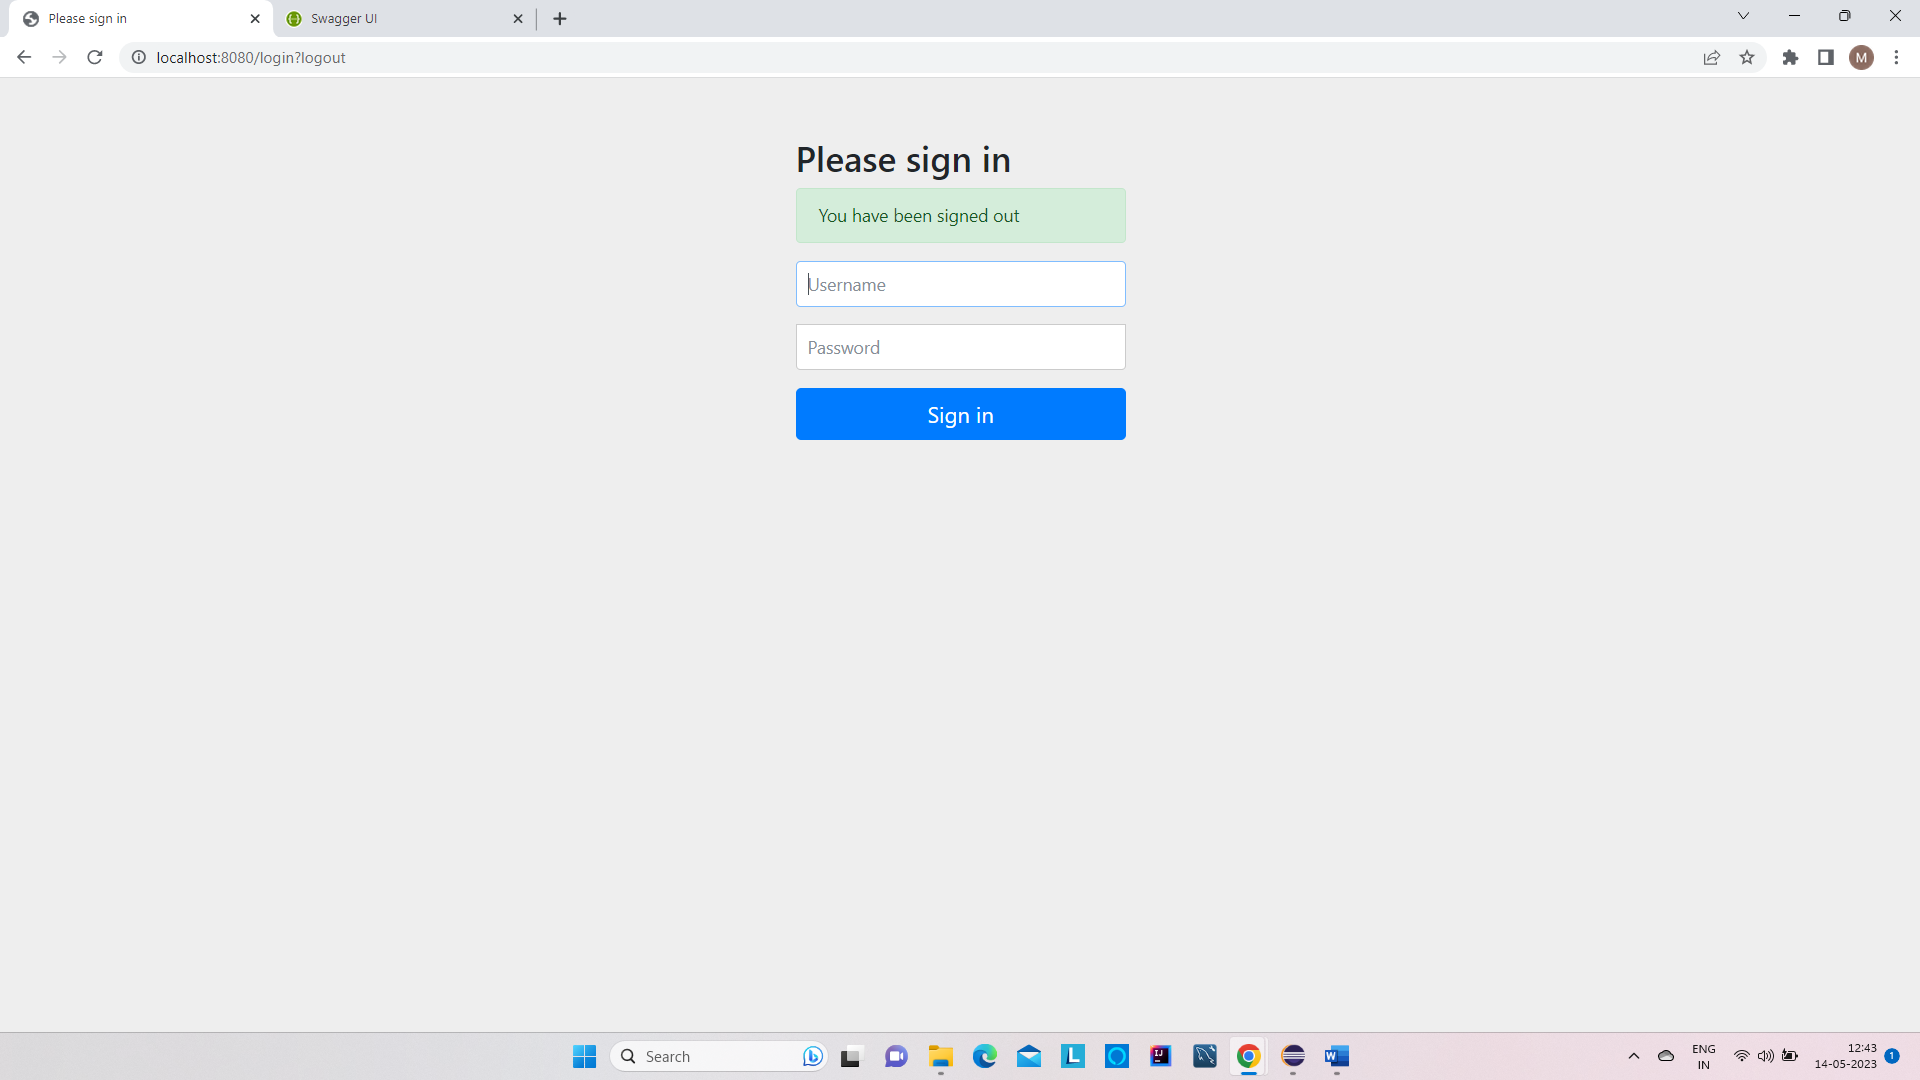 Please sign in
Swagger UI
localhost:8080/login?logout
M
Please sign in
You have been signed out
Username
Password
Sign in
Search
ENG
IN
12:43
14-05-2023
1